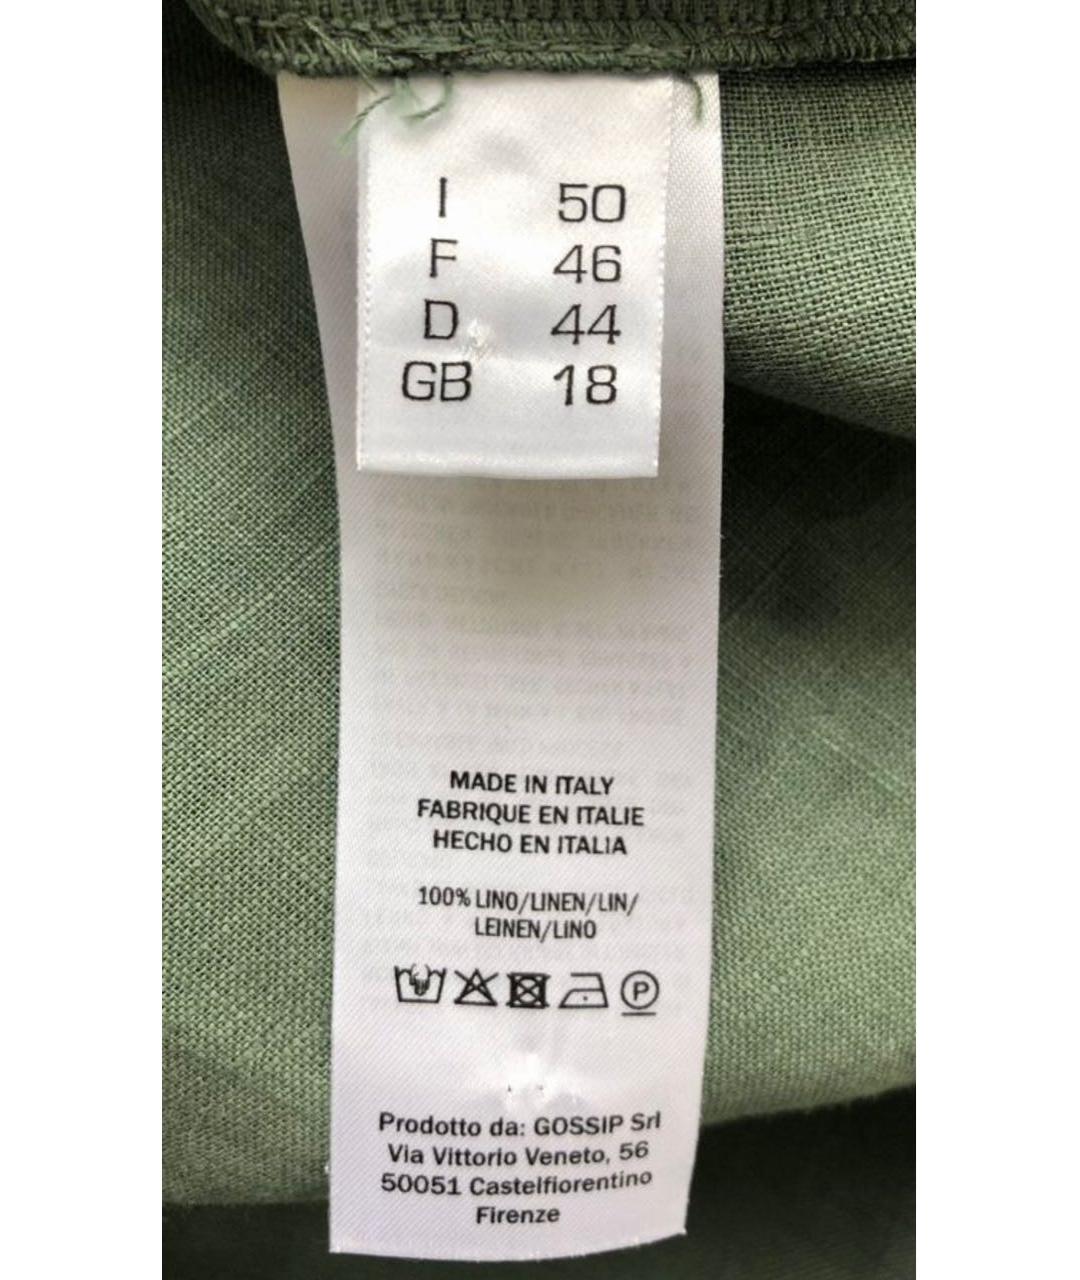 I 50
F 46
D 44
GB 18
MADE IN ITALY
FABRIQUE EN ITALIE
HECHO EN ITALIA
100% LINO/LINEN/LIN/
LEINEN/LINO
P
Prodotto da: GOSSIP Srl
Via Vittorio Veneto, 56
50051 Castelfiorentino
Firenze